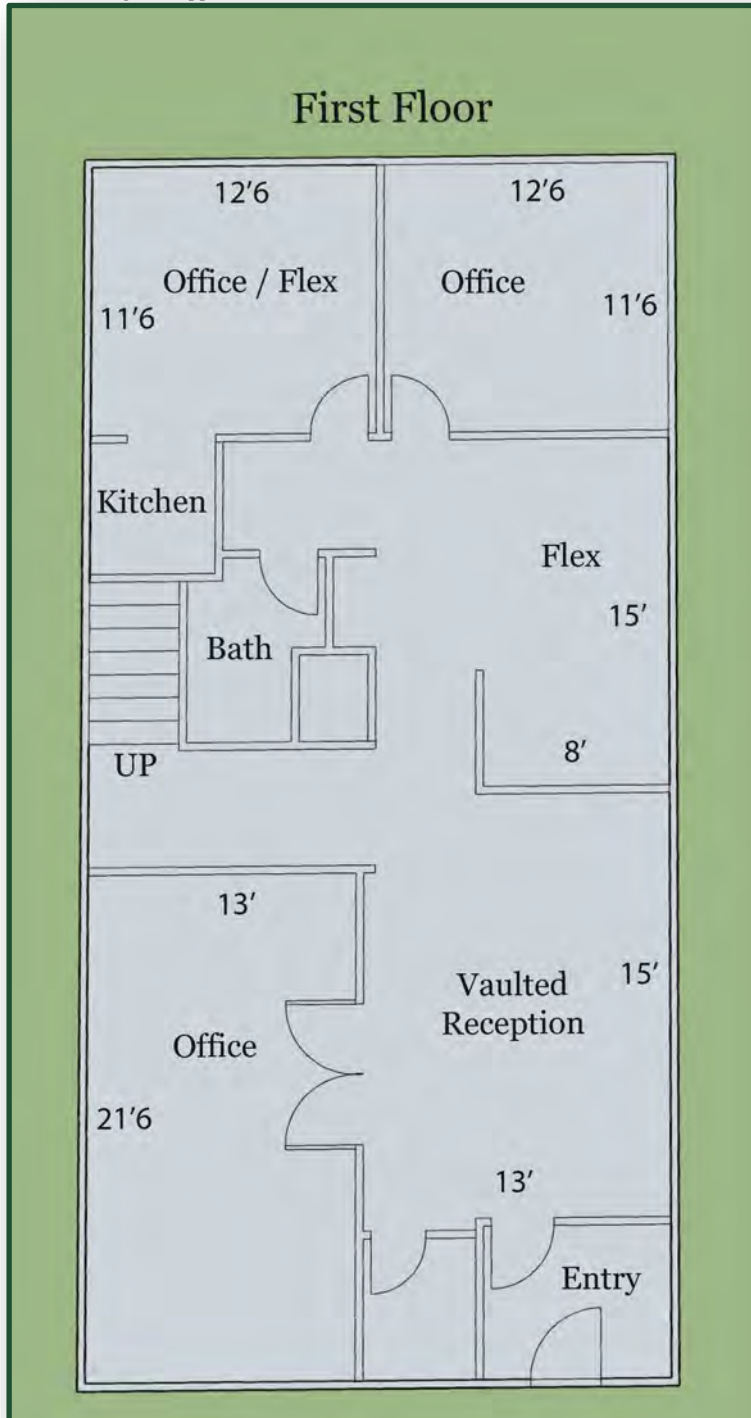 First Floor
12'6
12'6
Office / Flex
Office
11'6
11'6
Kitchen
Flex
15'
Bath
8'
UP
13'
15'
Vaulted
Reception
Office
21'6
13'
Entry